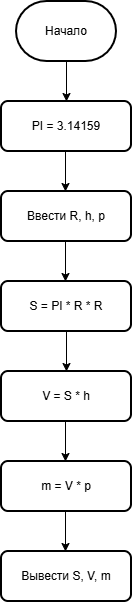 Начало
PI = 3.14159
Ввести R, h, p
S = PI * R * R
V = S * h
m = V * p
Вывести S, V, m